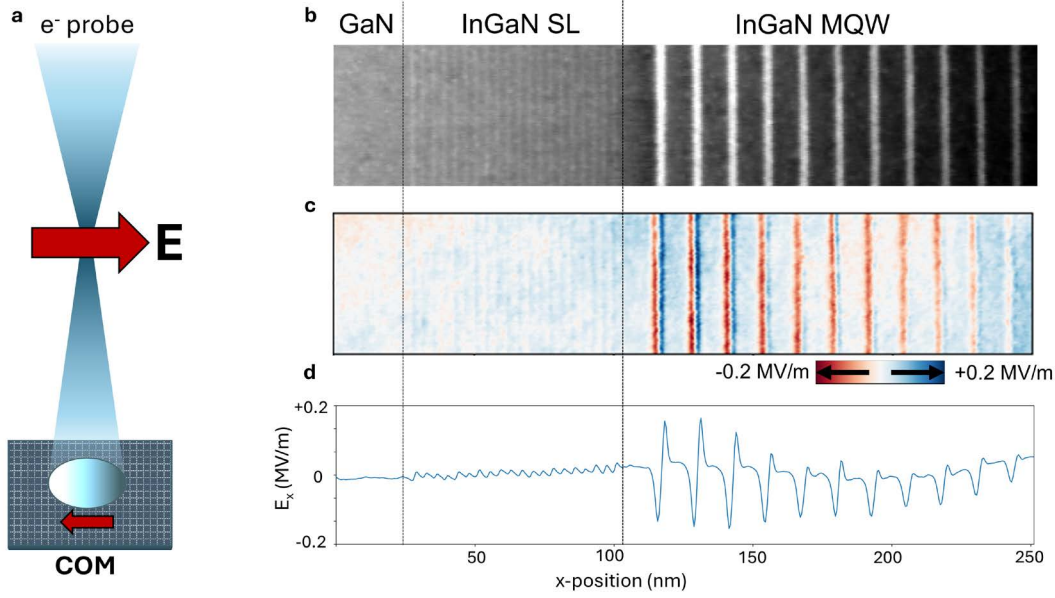 a
e⁻ probe
E
COM
b
GaN
InGaN SL
InGaN MQW
c
-0.2 MV/m
+0.2 MV/m
d
+0.2
0
-0.2
Eₓ (MV/m)
50
100
150
200
250
x-position (nm)